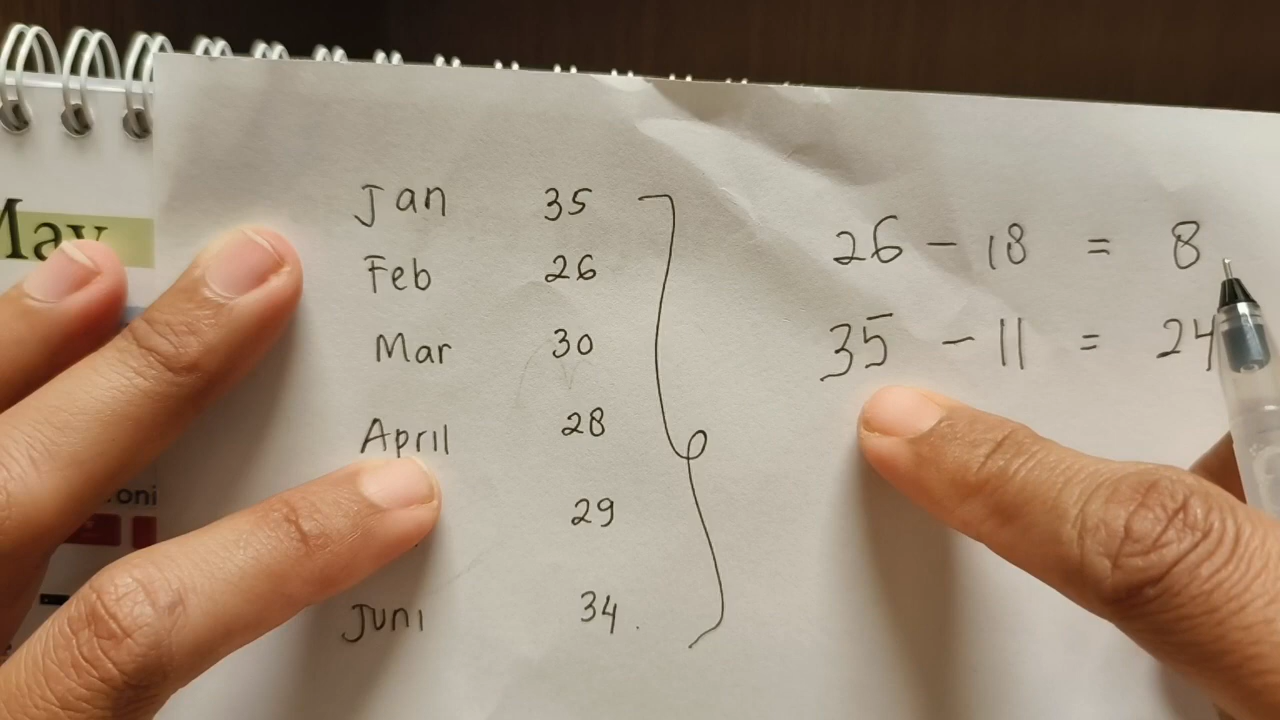 May
Jan 35
Feb 26
Mar 30
April 28
29
Juni 34.
26 - 18 = 8
35 - 11 = 24